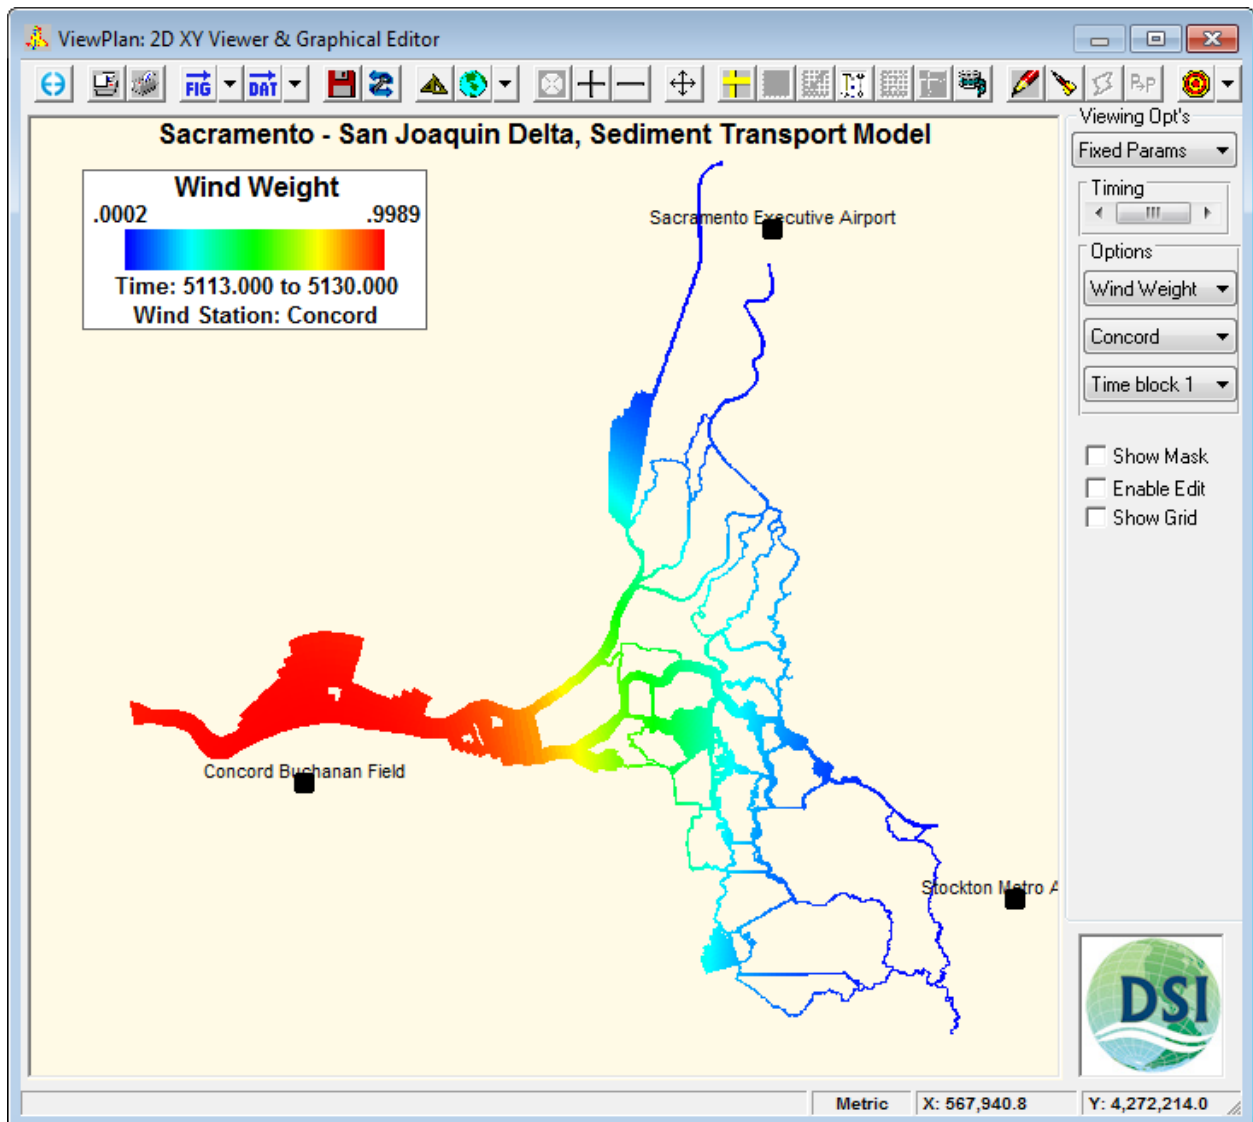 ViewPlan: 2D XY Viewer & Graphical Editor
FIG
DAT
P▹P
Viewing Opt's
Fixed Params
Timing
Options
Wind Weight
Concord
Time block 1
Show Mask
Enable Edit
Show Grid
Sacramento - San Joaquin Delta, Sediment Transport Model
Wind Weight
.0002 .9989
Time: 5113.000 to 5130.000
Wind Station: Concord
Sacramento Executive Airport
Concord Buchanan Field
Stockton Metro A
DSI
Metric X: 567,940.8 Y: 4,272,214.0